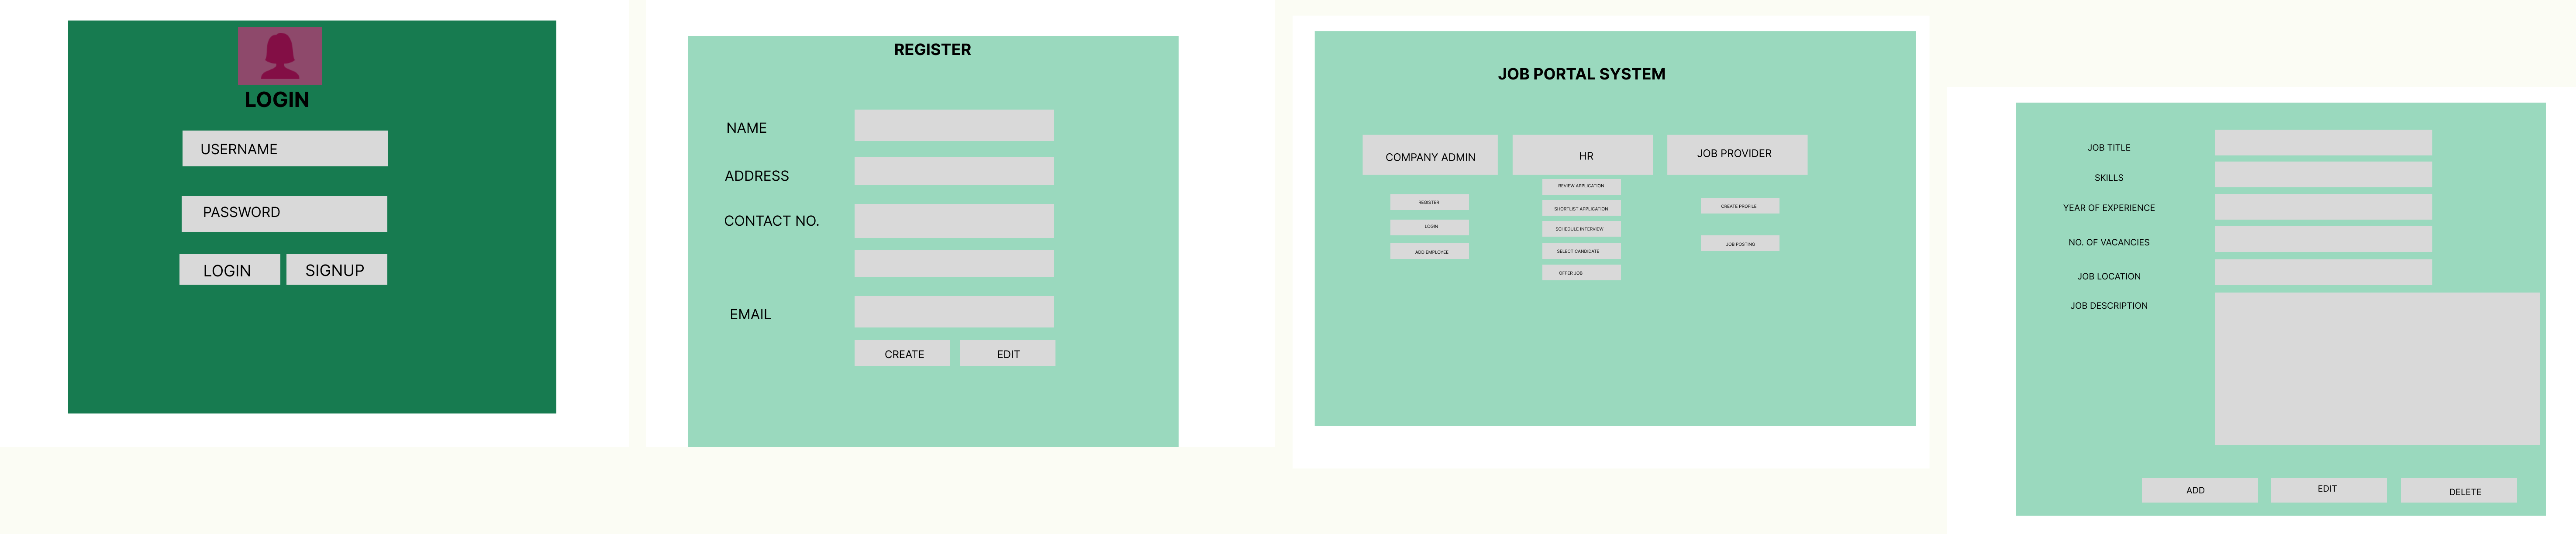 LOGIN
USERNAME
PASSWORD
LOGIN
SIGNUP
REGISTER
NAME
ADDRESS
CONTACT NO.
EMAIL
CREATE
EDIT
JOB PORTAL SYSTEM
COMPANY ADMIN
REGISTER
LOGIN
ADD EMPLOYEE
HR
REVIEW APPLICATION
SHORTLIST APPLICATION
SCHEDULE INTERVIEW
SELECT CANDIDATE
OFFER JOB
JOB PROVIDER
CREATE PROFILE
JOB POSTING
JOB TITLE
SKILLS
YEAR OF EXPERIENCE
NO. OF VACANCIES
JOB LOCATION
JOB DESCRIPTION
ADD
EDIT
DELETE